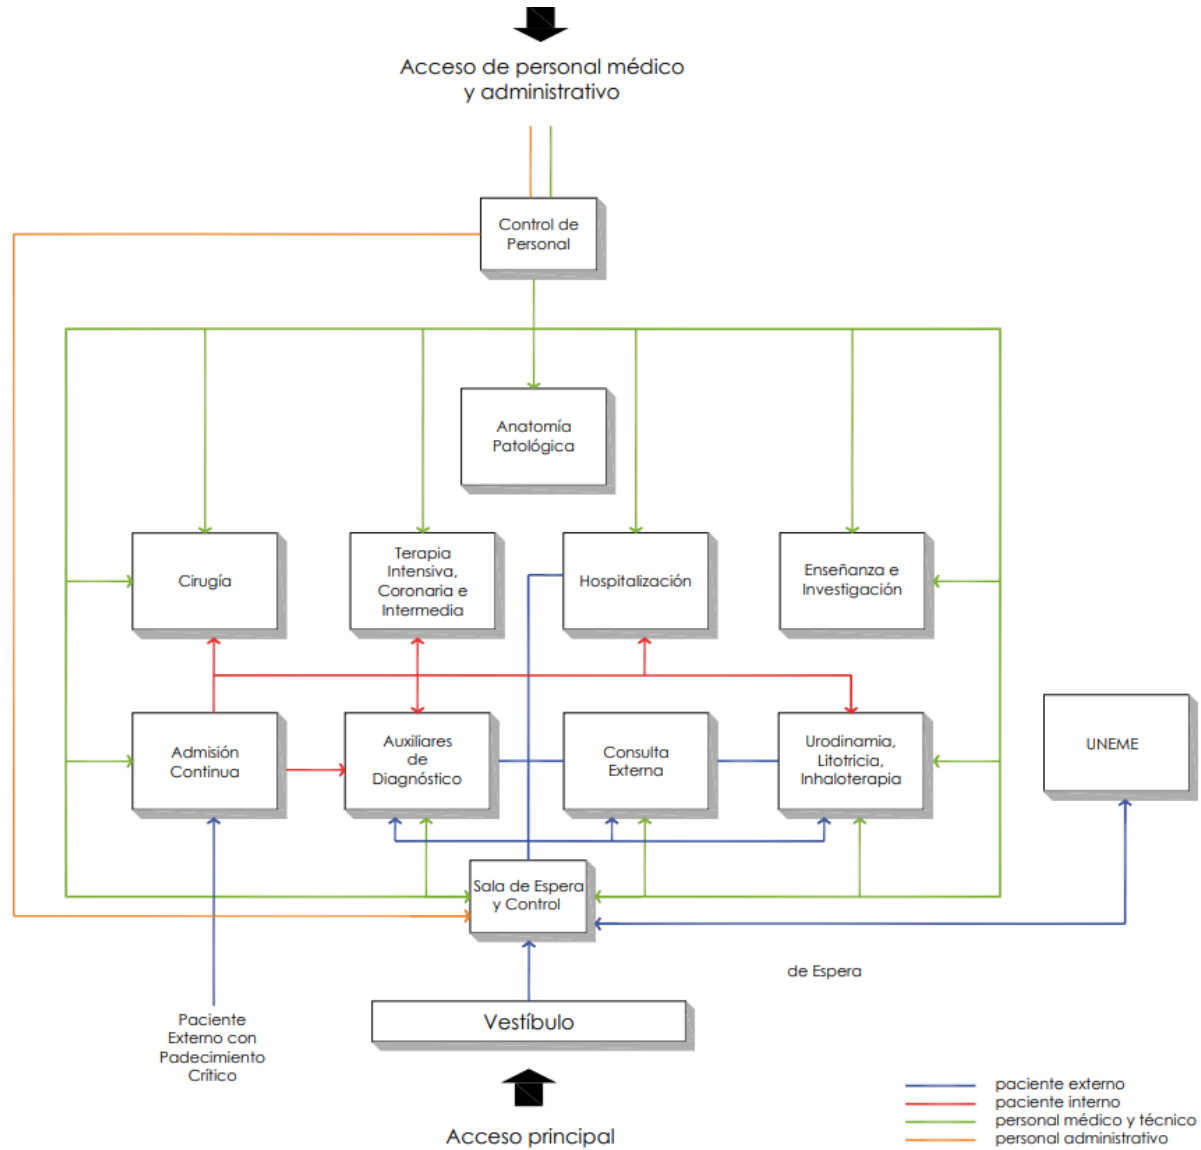 Acceso de personal médico
y administrativo
Control de
Personal
Anatomía
Patológica
Cirugía
Terapia
Intensiva,
Coronaria e
Intermedia
Hospitalización
Enseñanza e
Investigación
Admisión
Continua
Auxiliares
de
Diagnóstico
Consulta
Externa
Urodinamia,
Litotricia,
Inhaloterapia
UNEME
Sala de Espera
y Control
de Espera
Vestíbulo
Paciente
Externo con
Padecimiento
Crítico
Acceso principal
paciente externo
paciente interno
personal médico y técnico
personal administrativo